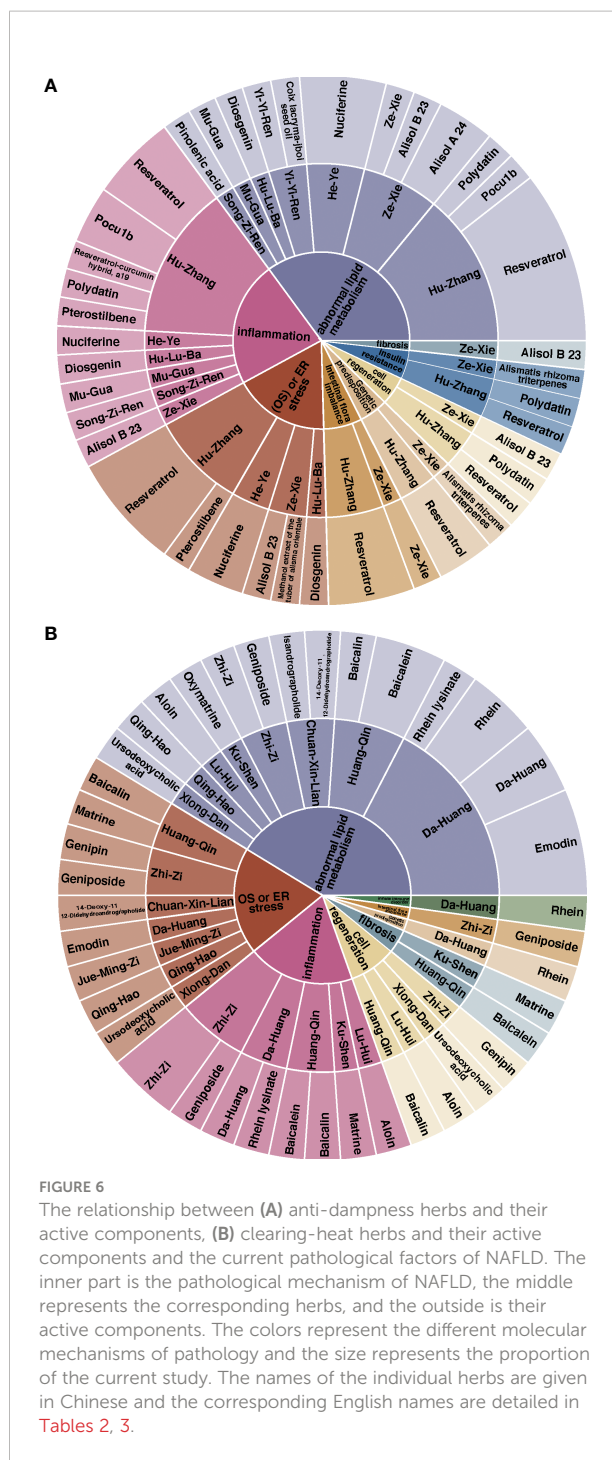 A
Pinolenic acid
Mu-Gua
Diosgenin
Yi-Yi-Ren
Coix lacryma-jboi
seed oil
Nuciferine
Ze-Xie
Alisol B 23
Alisol A 24
Polydatin
Pocu1b
Resveratrol
Song-Zi-Ren
Mu-Gua
Hu-Lu-Ba
Yi-Yi-Ren
He-Ye
Ze-Xie
Hu-Zhang
abnormal lipid
metabolism
Resveratrol
Pocu1b
Resveratrol-curcumin
hybrid, a19
Polydatin
Pterostilbene
Nuciferine
Diosgenin
Mu-Gua
Song-Zi-Ren
Alisol B 23
Hu-Zhang
He-Ye
Hu-Lu-Ba
Mu-Gua
Song-Zi-Ren
Ze-Xie
inflammation
fibrosis
Ze-Xie
Alisol B 23
insulin
resistance
Ze-Xie
Hu-Zhang
Alismatis rhizoma
triterpenes
Polydatin
Resveratrol
cell
regeneration
Ze-Xie
Hu-Zhang
Alisol B 23
Polydatin
Resveratrol
Genetic
predisposition
Ze-Xie
Hu-Zhang
Alismatis rhizoma
triterpenes
Resveratrol
Intestinal flora
imbalance
Ze-Xie
Hu-Zhang
Ze-Xie
Resveratrol
(OS) or ER
stress
Hu-Zhang
He-Ye
Ze-Xie
Hu-Lu-Ba
Resveratrol
Pterostilbene
Nuciferine
Alisol B 23
Methanol extract of the
tuber of alisma orientale
Diosgenin
B
Ursodeoxycholic
acid
Qing-Hao
Aloin
Oxymatrine
Zhi-Zi
Geniposide
Isandrographolide
14-Deoxy-11
12-Didehydroandrographolide
Baicalin
Baicalein
Rhein lysinate
Rhein
Da-Huang
Emodin
Xiong-Dan
Qing-Hao
Lu-Hui
Ku-Shen
Zhi-Zi
Chuan-Xin-Lian
Huang-Qin
Da-Huang
abnormal lipid
metabolism
Baicalin
Matrine
Genipin
Geniposide
14-Deoxy-11
12-Didehydroandrographolide
Emodin
Jue-Ming-Zi
Qing-Hao
Ursodeoxycholic
acid
Huang-Qin
Zhi-Zi
Chuan-Xin-Lian
Da-Huang
Jue-Ming-Zi
Qing-Hao
Xiong-Dan
OS or ER
stress
Da-Huang
Rhein
Zhi-Zi
Geniposide
Da-Huang
Rhein
fibrosis
Ku-Shen
Huang-Qin
Matrine
Baicalein
cell
regeneration
Zhi-Zi
Xiong-Dan
Lu-Hui
Huang-Qin
Genipin
Ursodeoxycholic
acid
Aloin
Baicalin
inflammation
Zhi-Zi
Da-Huang
Huang-Qin
Ku-Shen
Lu-Hui
Zhi-Zi
Geniposide
Da-Huang
Rhein lysinate
Baicalein
Baicalin
Matrine
Aloin
FIGURE 6
The relationship between (A) anti-dampness herbs and their
active components, (B) clearing-heat herbs and their active
components and the current pathological factors of NAFLD. The
inner part is the pathological mechanism of NAFLD, the middle
represents the corresponding herbs, and the outside is their
active components. The colors represent the different molecular
mechanisms of pathology and the size represents the proportion
of the current study. The names of the individual herbs are given
in Chinese and the corresponding English names are detailed in
Tables 2, 3.